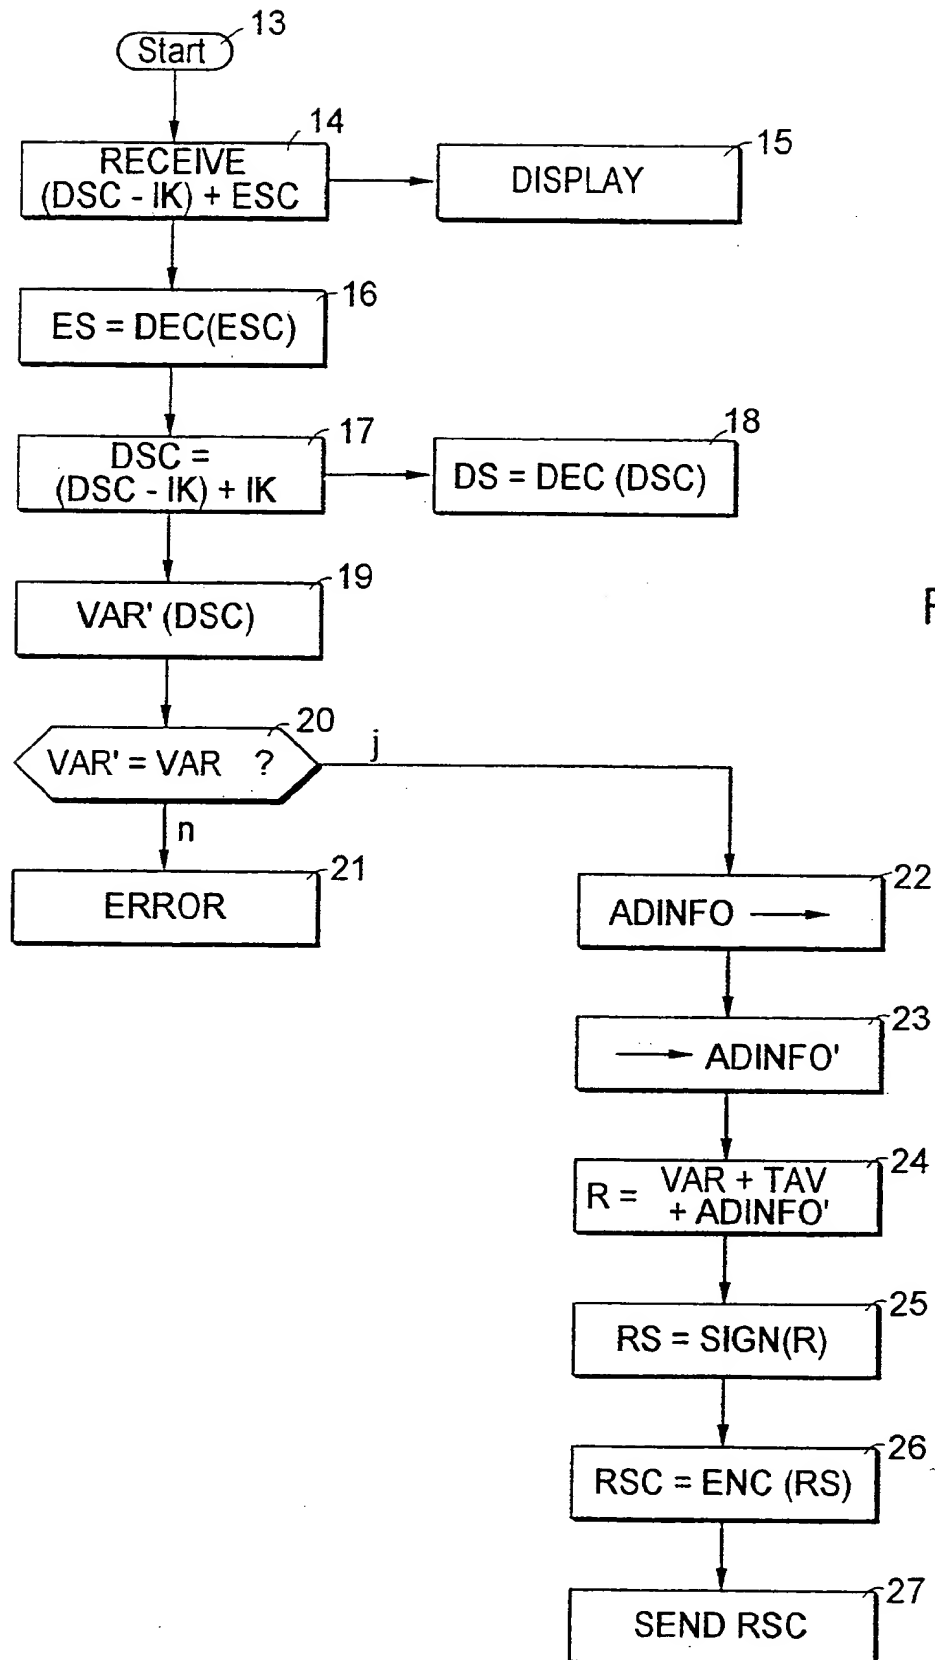 13
Start
14
RECEIVE
(DSC - IK) + ESC
15
DISPLAY
16
ES = DEC(ESC)
17
DSC =
(DSC - IK) + IK
18
DS = DEC (DSC)
19
VAR' (DSC)
20
VAR' = VAR ?
j
n
21
ERROR
22
ADINFO
23
ADINFO'
24
R = VAR + TAV
+ ADINFO'
25
RS = SIGN(R)
26
RSC = ENC (RS)
27
SEND RSC